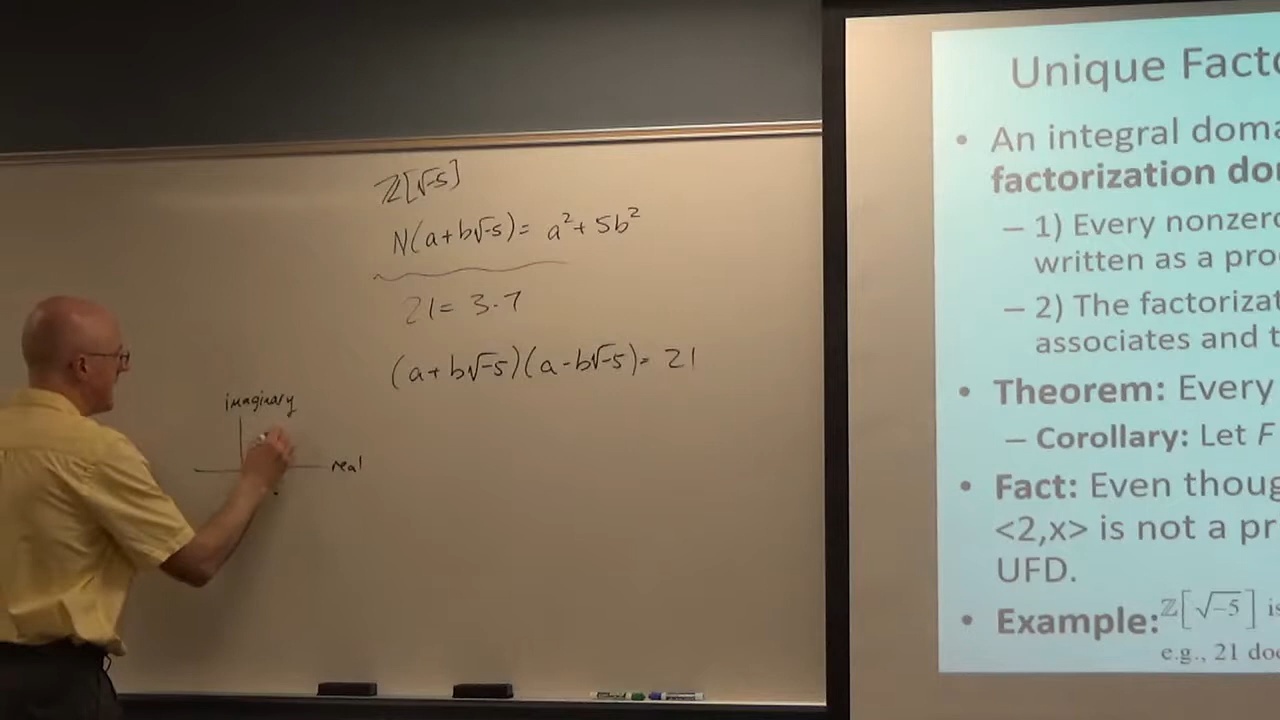 ℤ[√-5]
N(a+b√-5)= a²+5b²
21= 3·7
(a+b√-5)(a-b√-5)= 21
imaginary
real
Unique Facto
• An integral doma
factorization do
– 1) Every nonzero
written as a pro
– 2) The factorizat
associates and t
• Theorem: Every
– Corollary: Let F
• Fact: Even thoug
<2,x> is not a pr
UFD.
• Example: ℤ[√-5] is
e.g., 21 doe